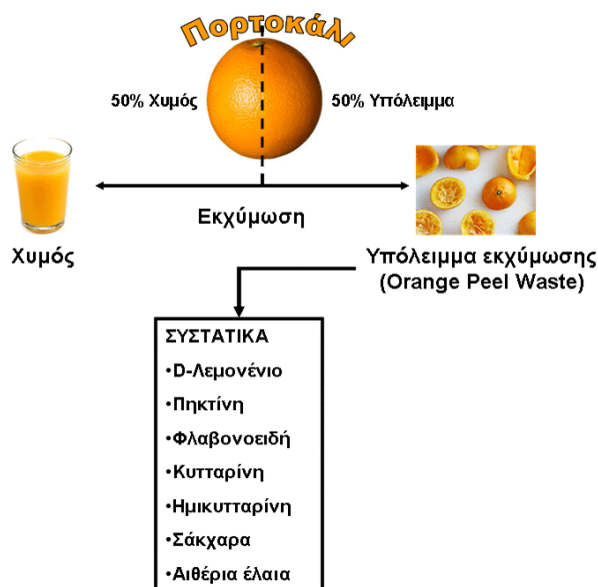 Πορτοκάλι
50% Χυμός
50% Υπόλειμμα
Εκχύμωση
Χυμός
Υπόλειμμα εκχύμωσης
(Orange Peel Waste)
ΣΥΣΤΑΤΙΚΑ
•D-Λεμονένιο
•Πηκτίνη
•Φλαβονοειδή
•Κυτταρίνη
•Ημικυτταρίνη
•Σάκχαρα
•Αιθέρια έλαια